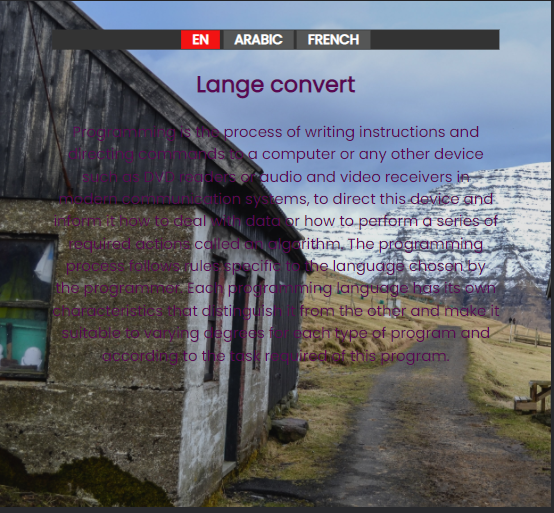 EN ARABIC FRENCH
Lange convert
Programming is the process of writing instructions and
directing commands to a computer or any other device
such as DVD readers or audio and video receivers in
modern communication systems, to direct this device and
inform it how to deal with data or how to perform a series of
required actions called an algorithm. The programming
process follows rules specific to the language chosen by
the programmer. Each programming language has its own
characteristics that distinguish it from the other and make it
suitable to varying degrees for each type of program and
according to the task required of this program.